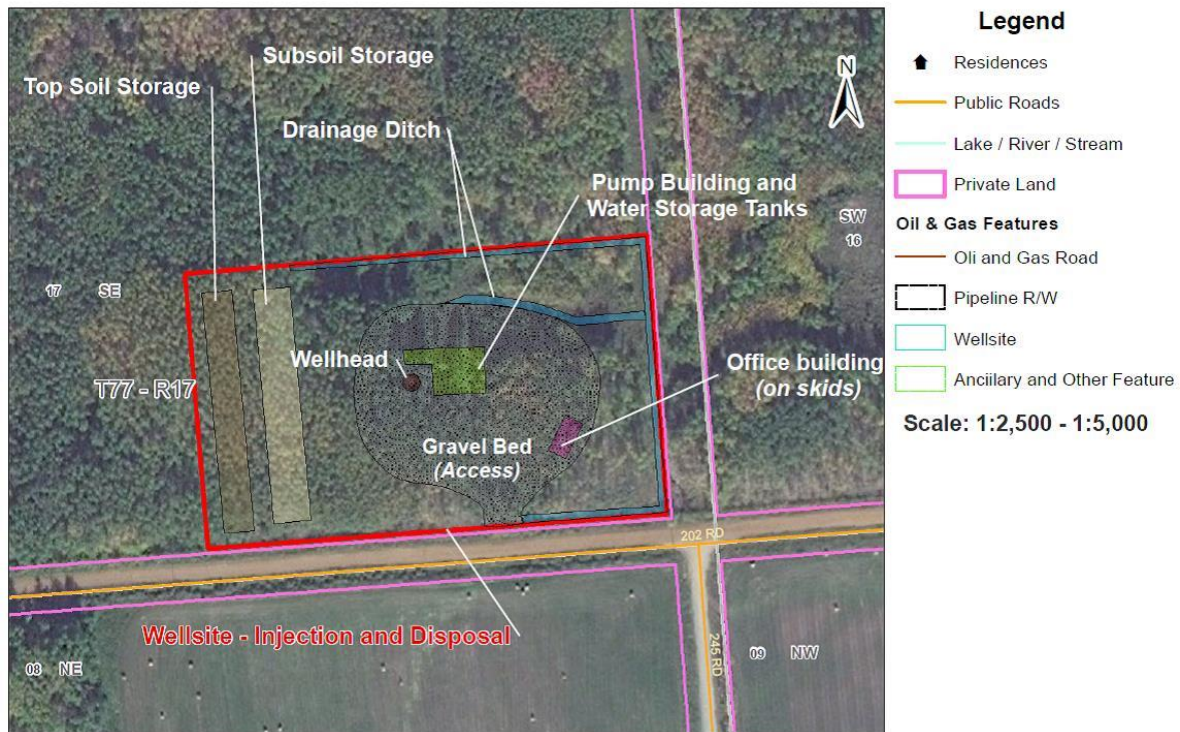 Subsoil Storage
Top Soil Storage
Drainage Ditch
N
Pump Building and
Water Storage Tanks
SW
16
17 SE
Wellhead
Office building
(on skids)
T77 - R17
Gravel Bed
(Access)
202 RD
Wellsite - Injection and Disposal
245 RD
08 NE
09 NW
Legend
Residences
Public Roads
Lake / River / Stream
Private Land
Oil & Gas Features
Oli and Gas Road
Pipeline R/W
Wellsite
Anciilary and Other Feature
Scale: 1:2,500 - 1:5,000